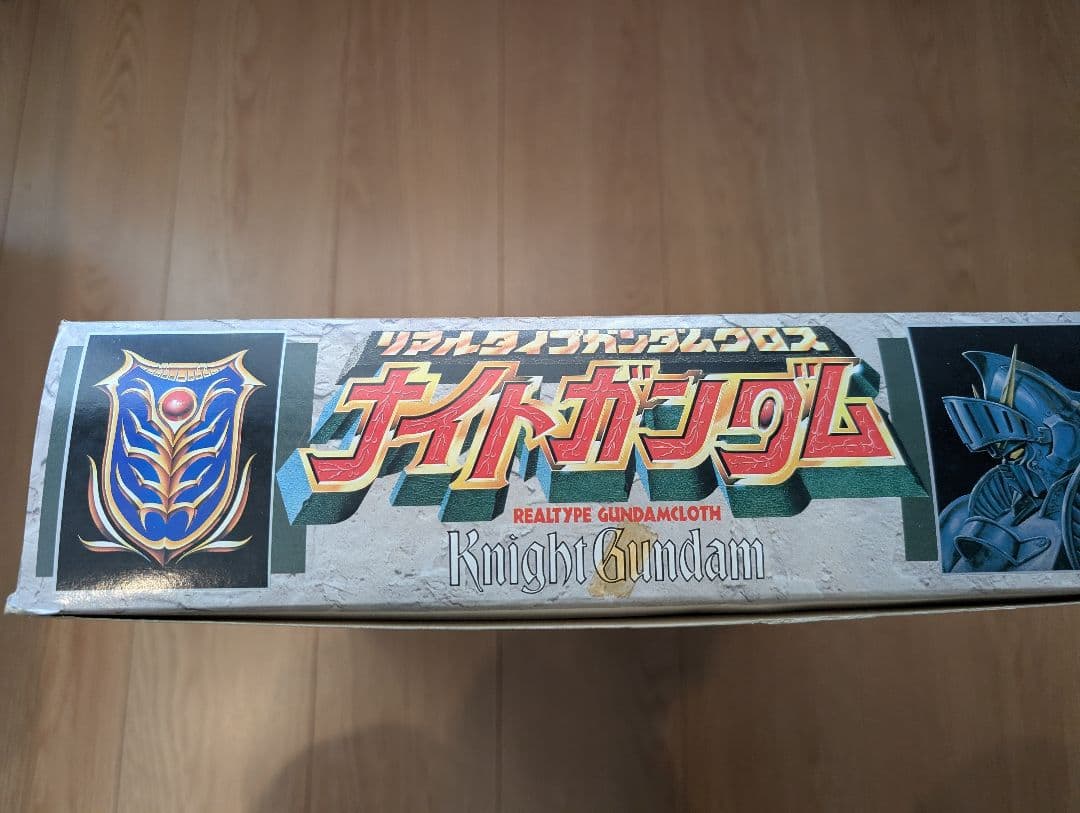 リアルタイプガンダムクロス
ナイトガンダム
REALTYPE GUNDAMCLOTH
Knight Gundam